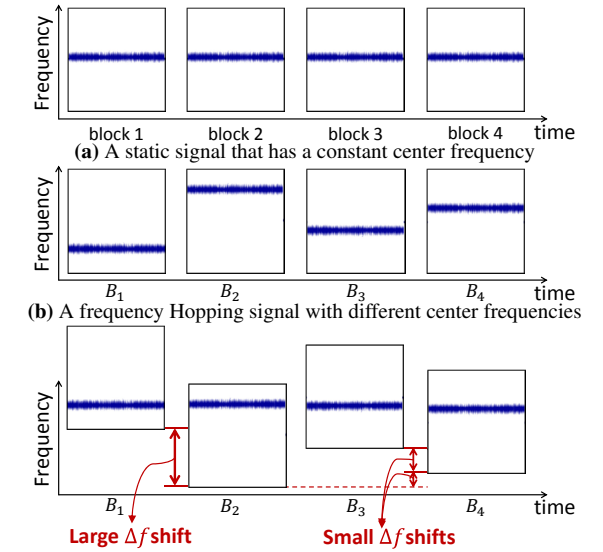 Frequency
block 1 block 2 block 3 block 4 time
(a) A static signal that has a constant center frequency
Frequency
B₁ B₂ B₃ B₄ time
(b) A frequency Hopping signal with different center frequencies
Frequency
B₁ B₂ B₃ B₄ time
Large Δf shift Small Δf shifts